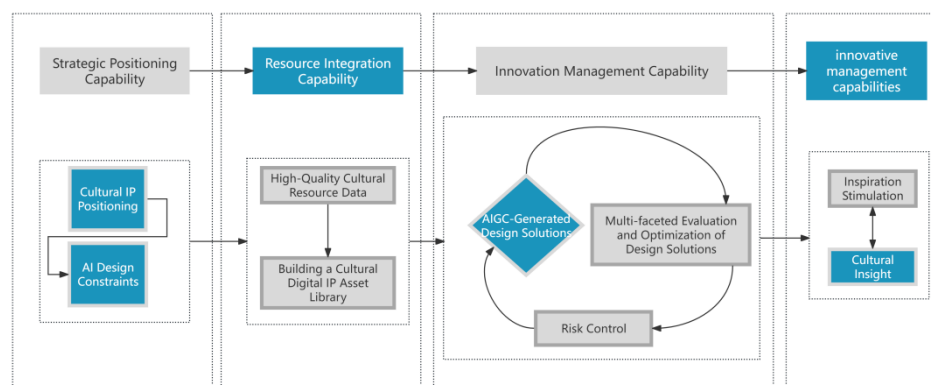 Strategic Positioning
Capability
Resource Integration
Capability
Innovation Management Capability
innovative
management
capabilities
Cultural IP
Positioning
AI Design
Constraints
High-Quality Cultural
Resource Data
Building a Cultural
Digital IP Asset
Library
AIGC-Generated
Design Solutions
Multi-faceted Evaluation
and Optimization of
Design Solutions
Risk Control
Inspiration
Stimulation
Cultural
Insight